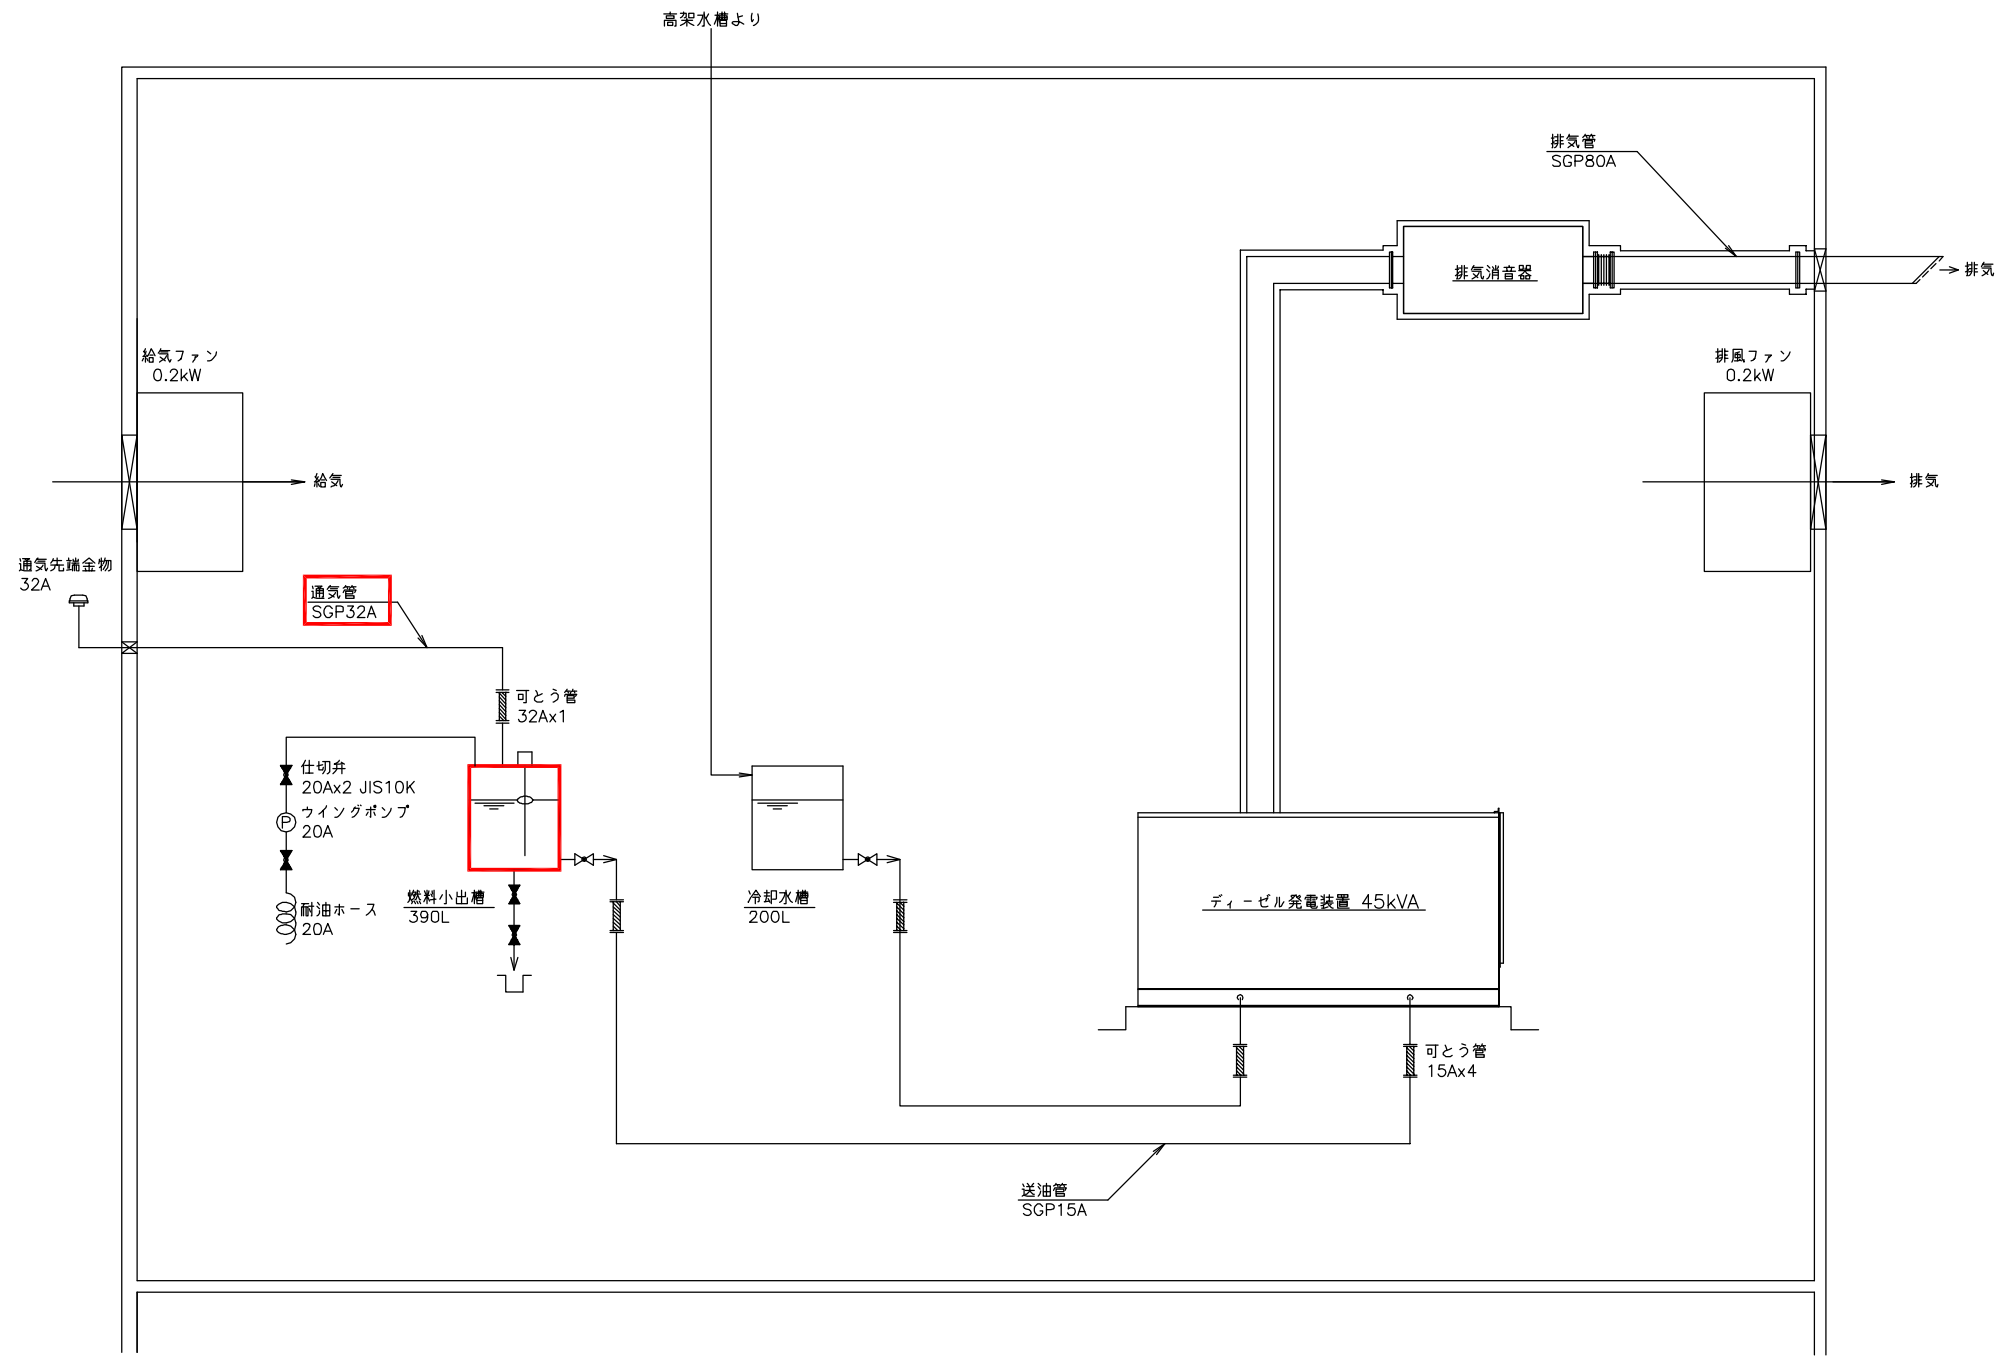 高架水槽より
排気管
SGP80A
排気消音器
排気
給気ファン
0.2kW
排風ファン
0.2kW
給気
排気
通気先端金物
32A
通気管
SGP32A
可とう管
32Ax1
仕切弁
20Ax2 JIS10K
ウイングポンプ
20A
P
耐油ホース
20A
燃料小出槽
390L
冷却水槽
200L
ディーゼル発電装置 45kVA
可とう管
15Ax4
送油管
SGP15A